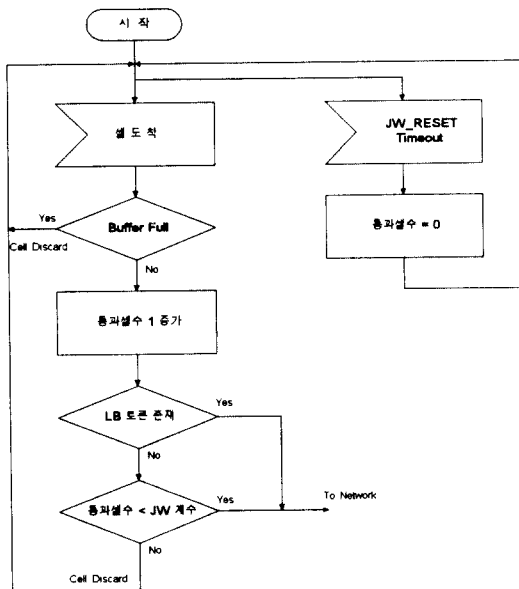 시 작
셀 도 착
JW_RESET
Timeout
Yes
Buffer Full
Cell Discard
통과셀수 = 0
No
통과셀수 1 증가
LB 토큰 존재
Yes
No
To Network
통과셀수 < JW 계수
Yes
No
Cell Discard